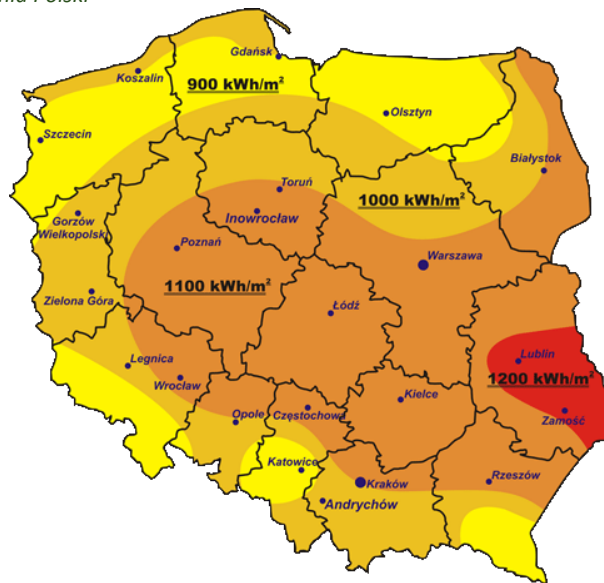 Polski
Gdańsk
Koszalin
900 kWh/m²
Olsztyn
Szczecin
Białystok
Toruń
1000 kWh/m²
Gorzów
Wielkopolski
Inowrocław
Poznań
Warszawa
1100 kWh/m²
Zielona Góra
Łódź
Lublin
Legnica
1200 kWh/m²
Wrocław
Kielce
Opole
Częstochowa
Zamość
Katowice
Kraków
Rzeszów
Andrychów